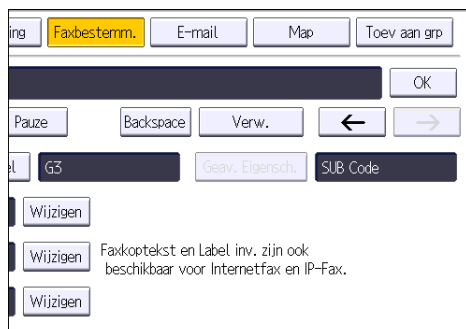 ing Faxbestemm. E-mail Map Toev aan grp
OK
Pauze Backspace Verw. ← →
el G3 Geav. Eigensch. SUB Code
Wijzigen
Wijzigen Faxkoptekst en Label inv. zijn ook
beschikbaar voor Internetfax en IP-Fax.
Wijzigen